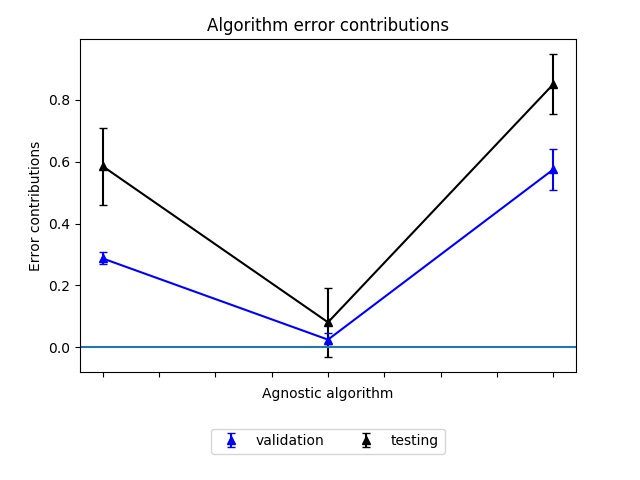 Algorithm error contributions
Error contributions
0.8
0.6
0.4
0.2
0.0
Agnostic algorithm
validation
testing